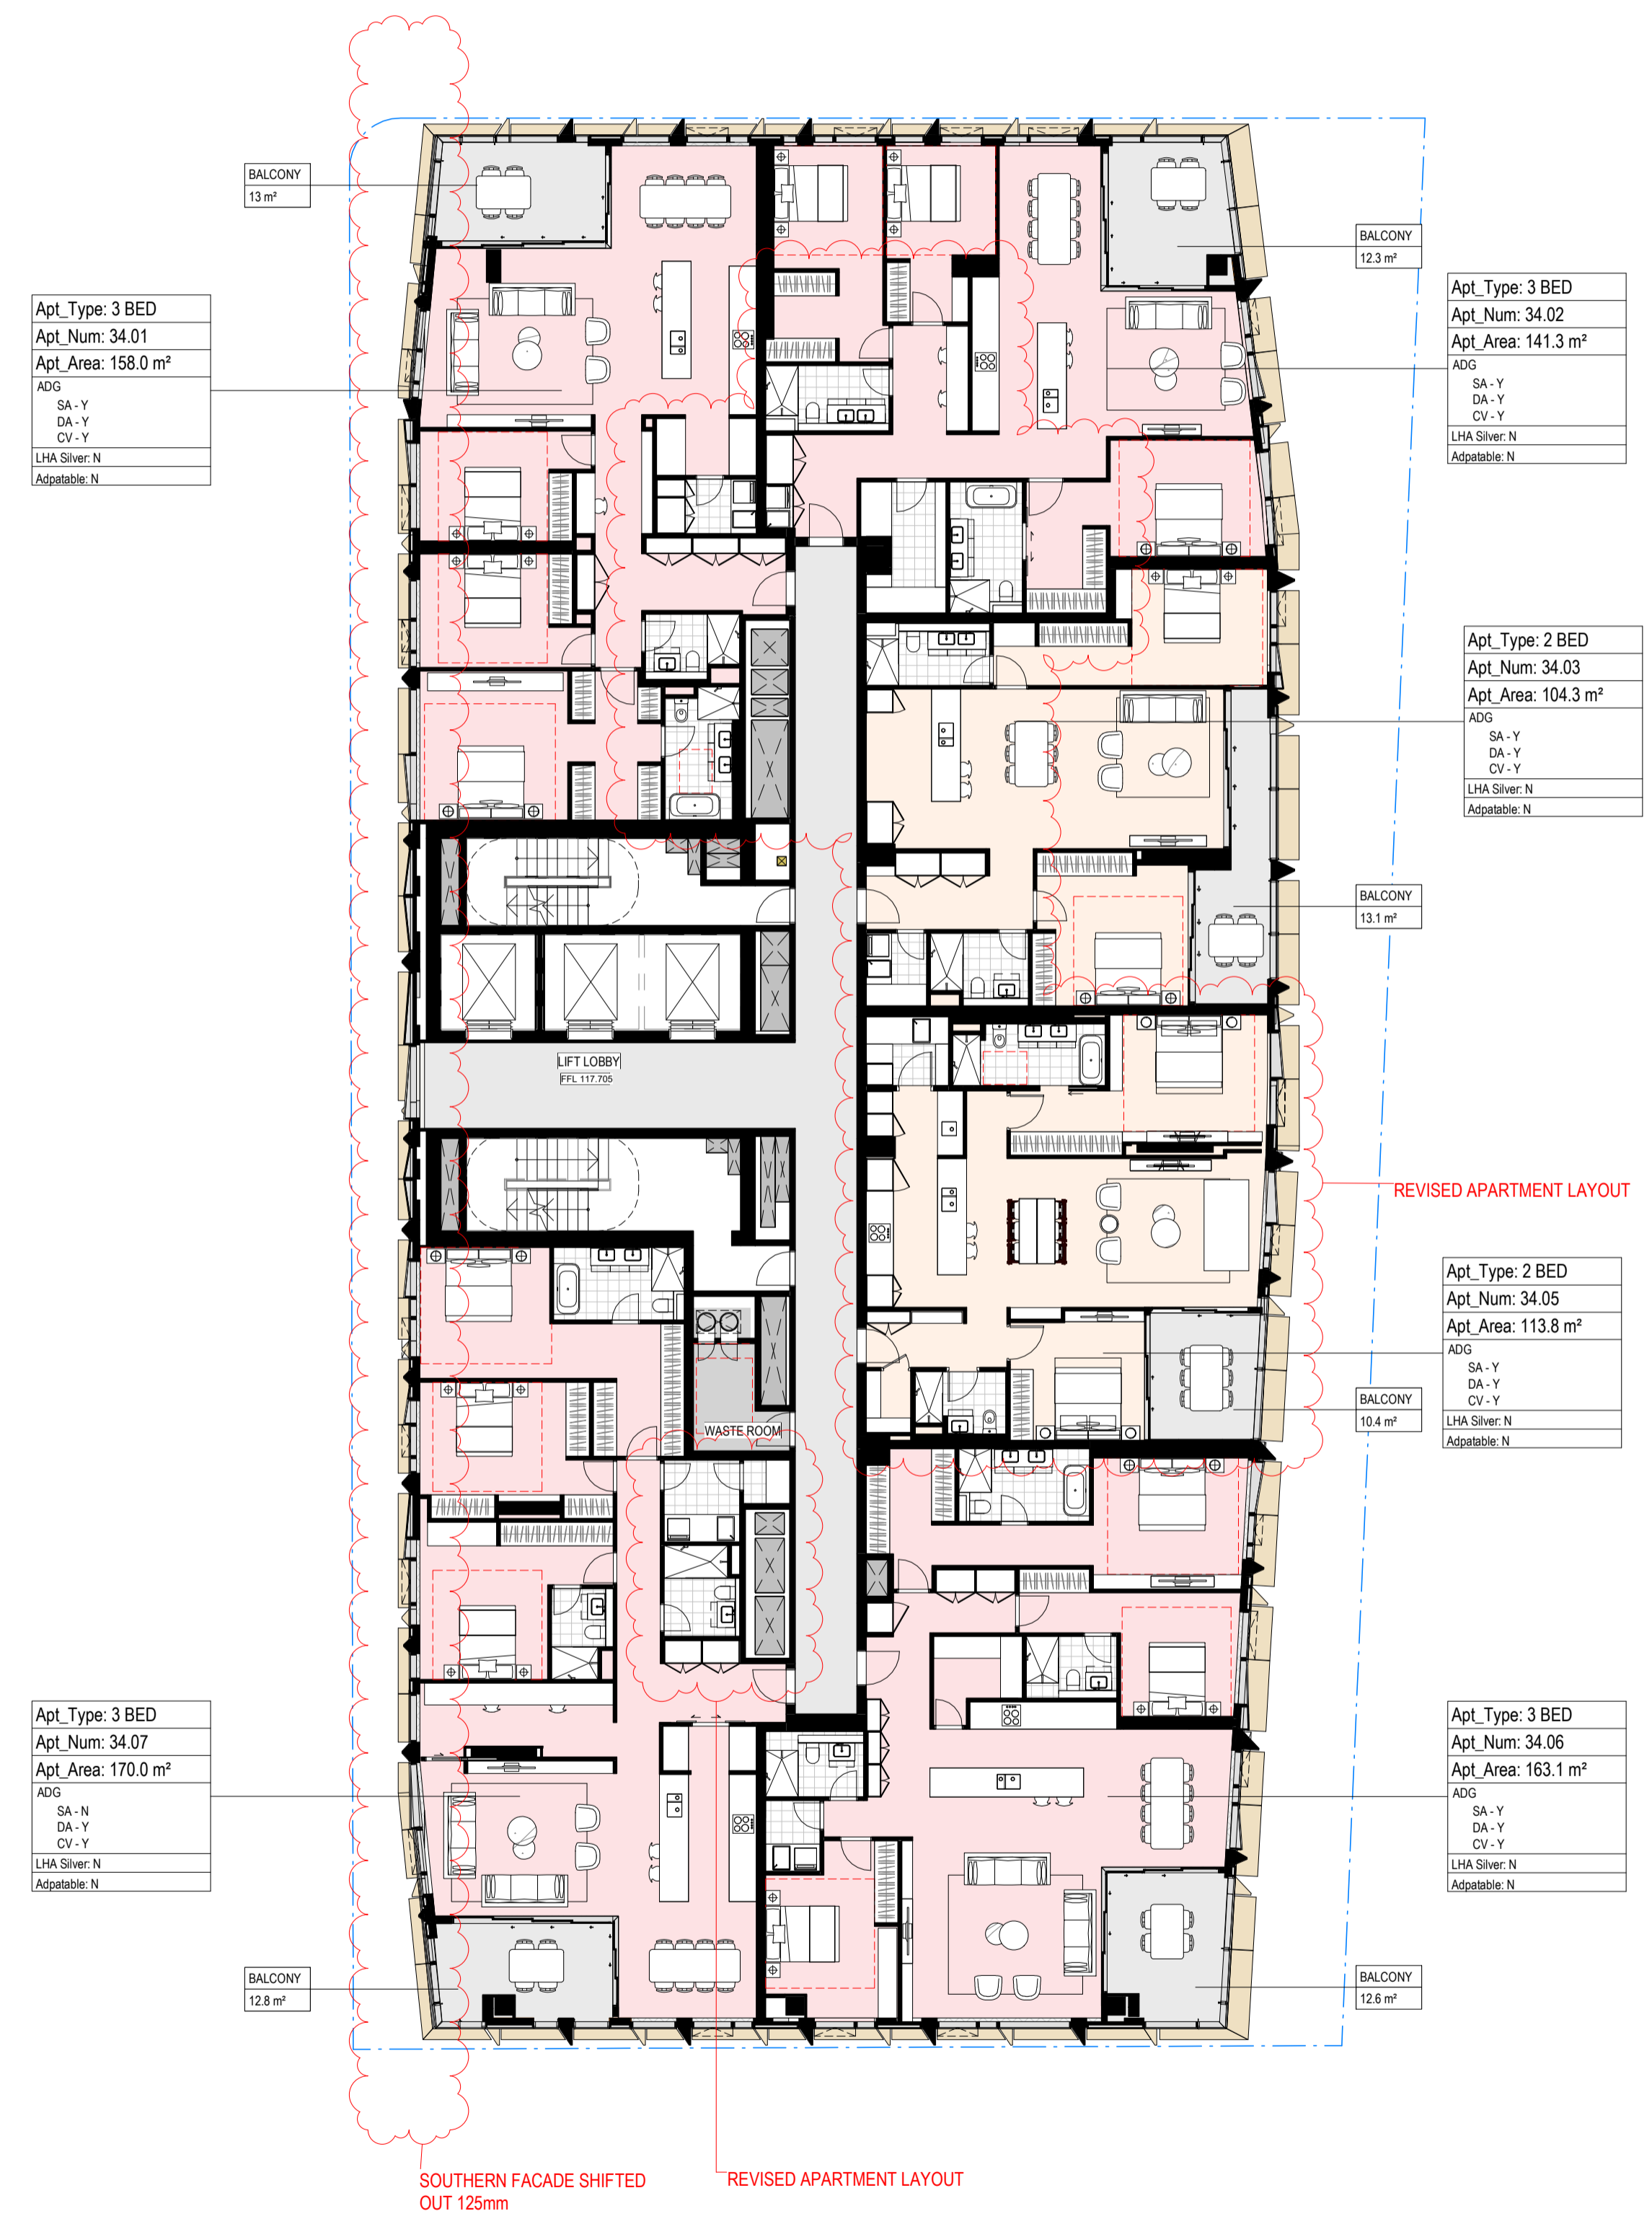 BALCONY
13 m²
BALCONY
12.3 m²
Apt_Type: 3 BED
Apt_Num: 34.01
Apt_Area: 158.0 m²
ADG
SA - Y
DA - Y
CV - Y
LHA Silver: N
Adpatable: N
Apt_Type: 3 BED
Apt_Num: 34.02
Apt_Area: 141.3 m²
ADG
SA - Y
DA - Y
CV - Y
LHA Silver: N
Adpatable: N
Apt_Type: 2 BED
Apt_Num: 34.03
Apt_Area: 104.3 m²
ADG
SA - Y
DA - Y
CV - Y
LHA Silver: N
Adpatable: N
BALCONY
13.1 m²
LIFT LOBBY
FFL 117.705
REVISED APARTMENT LAYOUT
Apt_Type: 2 BED
Apt_Num: 34.05
Apt_Area: 113.8 m²
ADG
SA - Y
DA - Y
CV - Y
LHA Silver: N
Adpatable: N
BALCONY
10.4 m²
WASTE ROOM
Apt_Type: 3 BED
Apt_Num: 34.07
Apt_Area: 170.0 m²
ADG
SA - N
DA - Y
CV - Y
LHA Silver: N
Adpatable: N
Apt_Type: 3 BED
Apt_Num: 34.06
Apt_Area: 163.1 m²
ADG
SA - Y
DA - Y
CV - Y
LHA Silver: N
Adpatable: N
BALCONY
12.8 m²
BALCONY
12.6 m²
SOUTHERN FACADE SHIFTED
OUT 125mm
REVISED APARTMENT LAYOUT